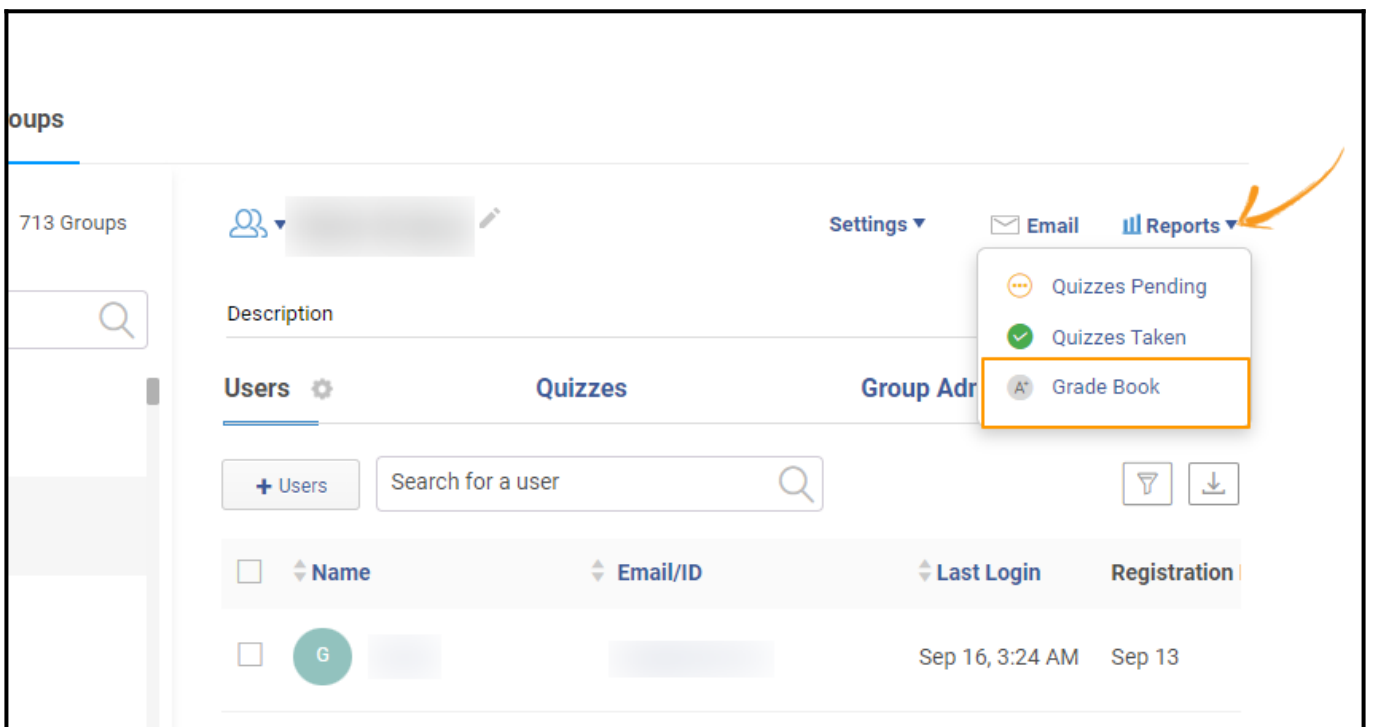 oups
713 Groups
Settings ▼ Email Reports ▼
Quizzes Pending
Description
Quizzes Taken
Users Quizzes Group Adr
A+ Grade Book
+ Users Search for a user
Name Email/ID Last Login Registration
G Sep 16, 3:24 AM Sep 13